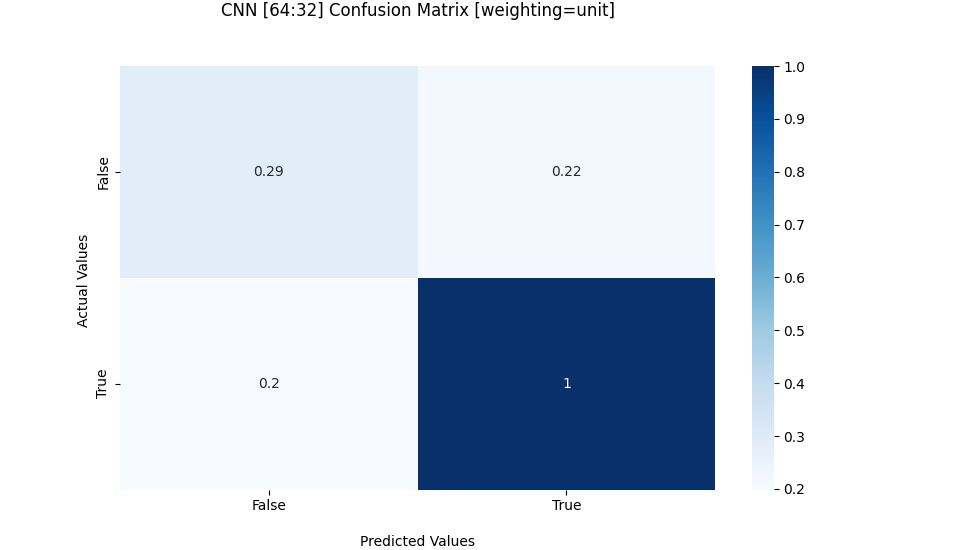 CNN [64:32] Confusion Matrix [weighting=unit]
1.0
0.9
False
0.29
0.22
0.8
0.7
Actual Values
0.6
0.5
True
0.2
1
0.4
0.3
0.2
False
True
Predicted Values